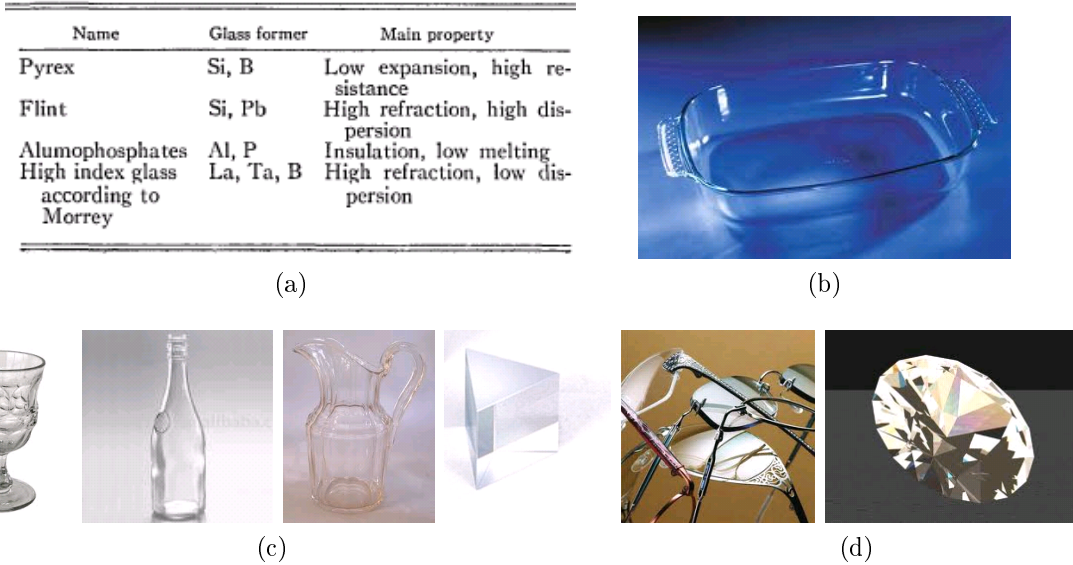 Name Glass former Main property
Pyrex Si, B Low expansion, high re-
sistance
Flint Si, Pb High refraction, high dis-
persion
Alumophosphates Al, P Insulation, low melting
High index glass La, Ta, B High refraction, low dis-
according to persion
Morrey
(a) (b)
(c) (d)